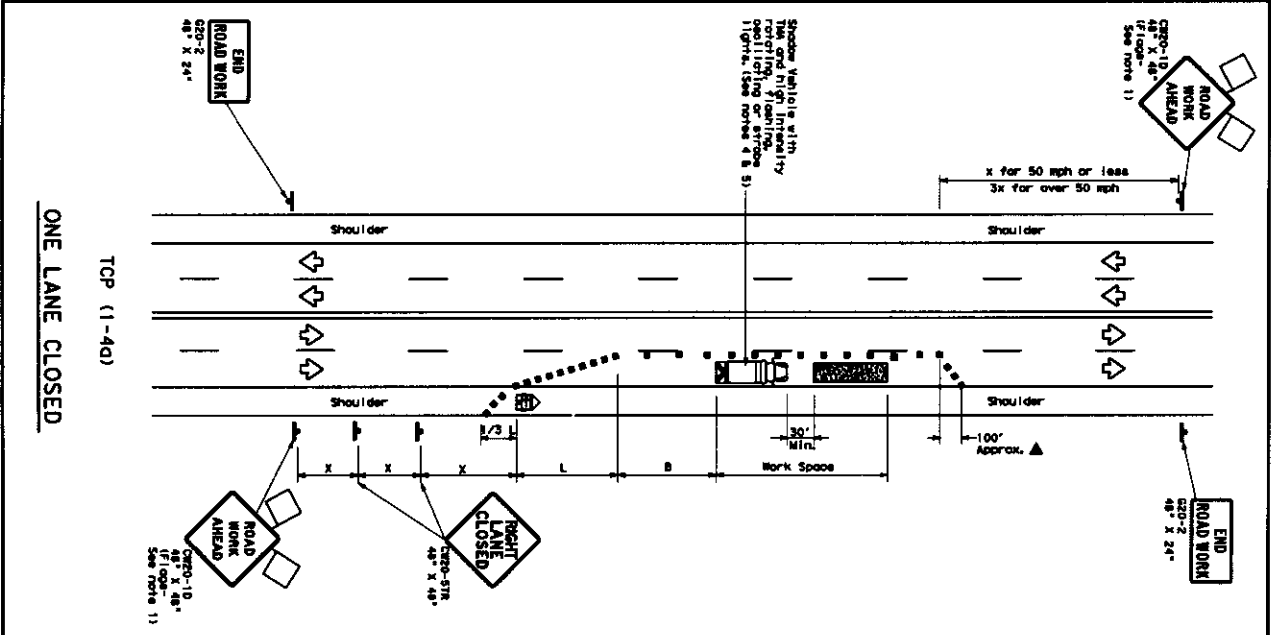 END
ROAD WORK
G20-2
48" X 24"
Shadow Vehicle with
TMA and high intensity
rotating, flashing,
oscillating or strobe
lights. (See notes 4 & 5)
ROAD
WORK
AHEAD
CW20-1D
48" X 48"
(Flags-
See note 1)
x for 50 mph or less
3x for over 50 mph
Shoulder
Shoulder
ONE LANE CLOSED
TCP (1-4a)
Shoulder
Shoulder
1/3 L
30'
Min.
100'
Approx. ▲
X
X
X
L
B
Work Space
ROAD
WORK
AHEAD
CW20-1D
48" X 48"
(Flags-
See note 1)
RIGHT
LANE
CLOSED
CW20-5TR
48" X 48"
END
ROAD WORK
G20-2
48" X 24"